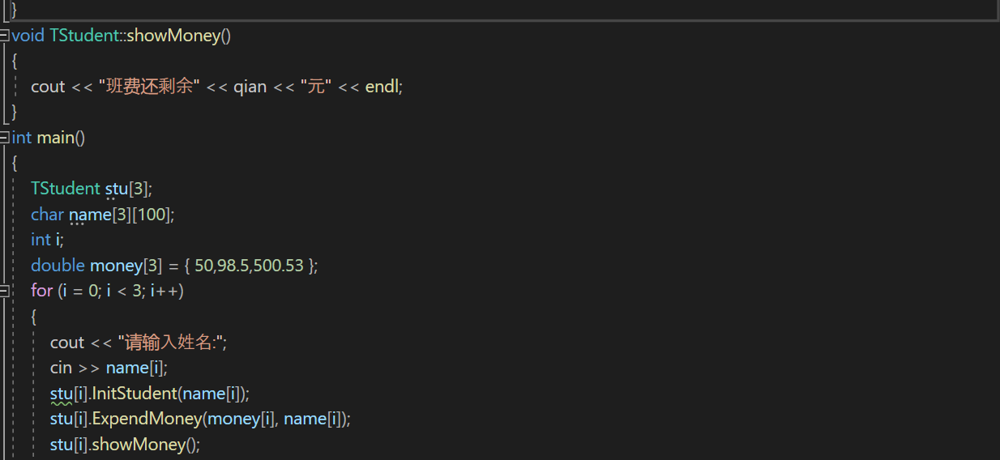 }
void TStudent::showMoney()
{
cout << "班费还剩余" << qian << "元" << endl;
}
int main()
{
TStudent stu[3];
char name[3][100];
int i;
double money[3] = { 50,98.5,500.53 };
for (i = 0; i < 3; i++)
{
cout << "请输入姓名:";
cin >> name[i];
stu[i].InitStudent(name[i]);
stu[i].ExpendMoney(money[i], name[i]);
stu[i].showMoney();